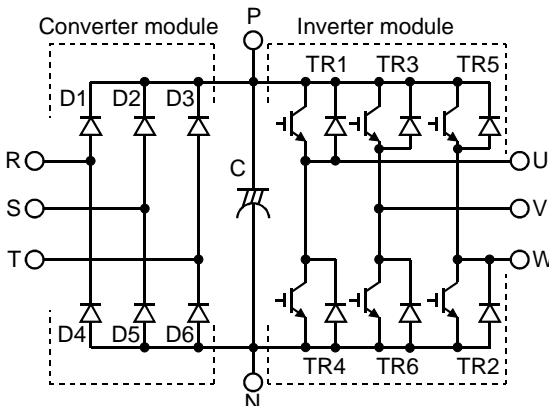 Converter module
P
Inverter module
D1
D2
D3
TR1
TR3
TR5
R
C
U
S
V
T
W
D4
D5
D6
TR4
TR6
TR2
N